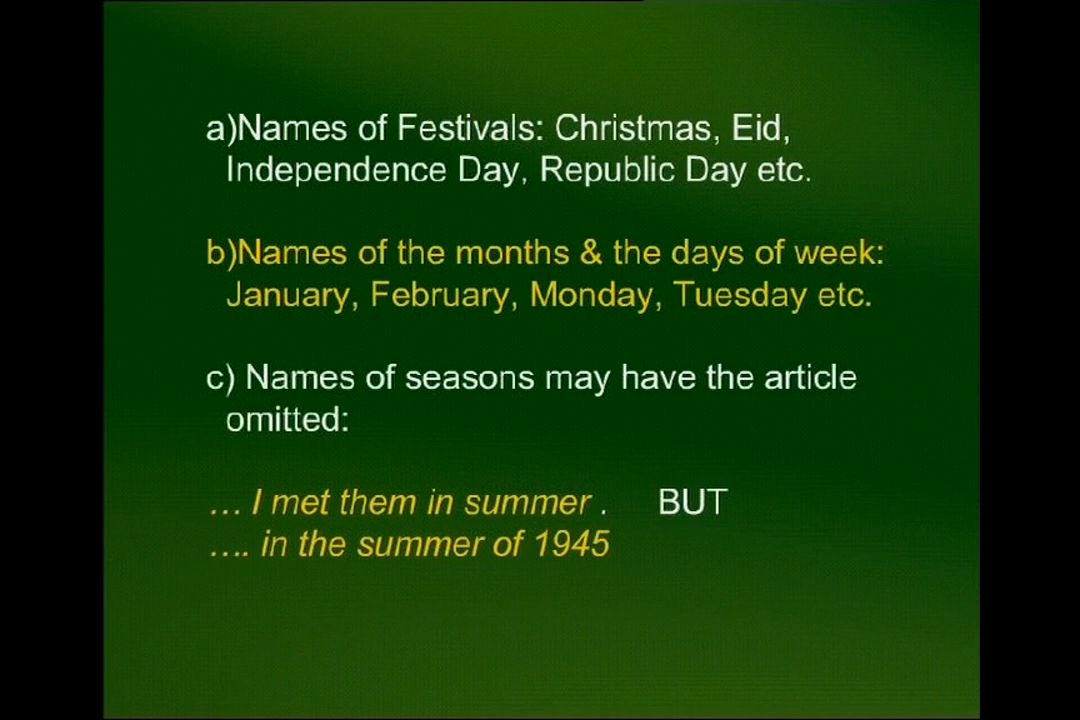 a)Names of Festivals: Christmas, Eid,
Independence Day, Republic Day etc.
b)Names of the months & the days of week:
January, February, Monday, Tuesday etc.
c) Names of seasons may have the article
omitted:
... I met them in summer . BUT
.... in the summer of 1945